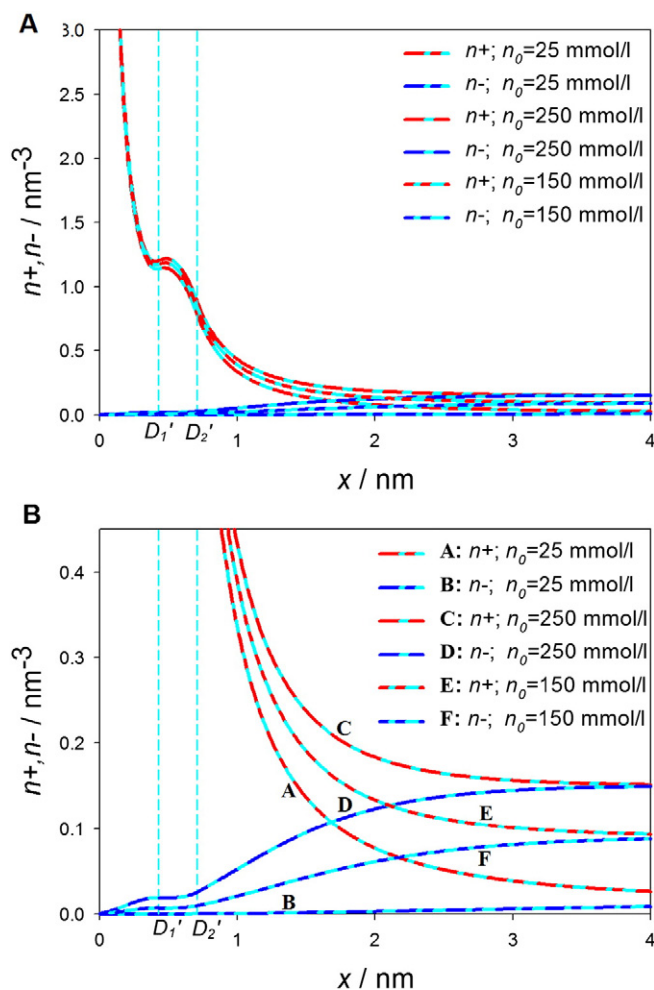 A
n+, n- / nm⁻³
3.0
2.5
2.0
1.5
1.0
0.5
0.0
n+; n₀=25 mmol/l
n-; n₀=25 mmol/l
n+; n₀=250 mmol/l
n-; n₀=250 mmol/l
n+; n₀=150 mmol/l
n-; n₀=150 mmol/l
0 D₁' D₂' 1 2 3 4
x / nm
B
n+, n- / nm⁻³
0.4
0.3
0.2
0.1
0.0
A: n+; n₀=25 mmol/l
B: n-; n₀=25 mmol/l
C: n+; n₀=250 mmol/l
D: n-; n₀=250 mmol/l
E: n+; n₀=150 mmol/l
F: n-; n₀=150 mmol/l
C
A
D
E
F
B
0 D₁' D₂' 1 2 3 4
x / nm